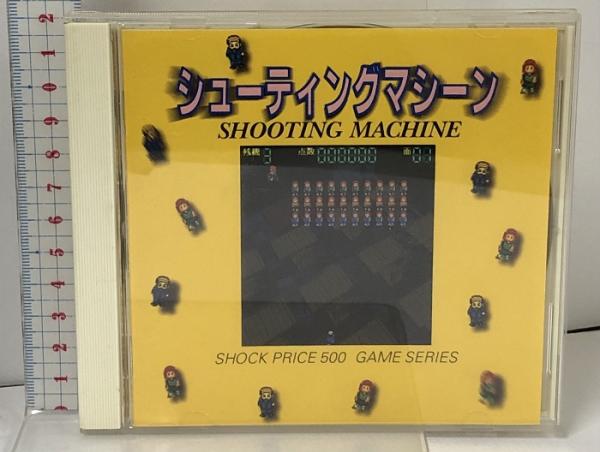 シューティングマシーン
SHOOTING MACHINE
残機 3 点数 000000 面 01
SHOCK PRICE 500 GAME SERIES